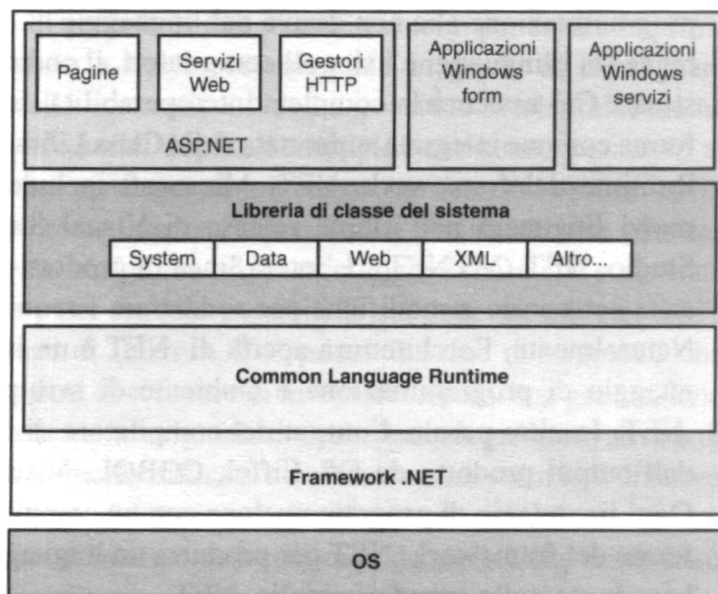 Pagine
Servizi
Web
Gestori
HTTP
ASP.NET
Applicazioni
Windows
form
Applicazioni
Windows
servizi
Libreria di classe del sistema
System
Data
Web
XML
Altro...
Common Language Runtime
Framework .NET
OS